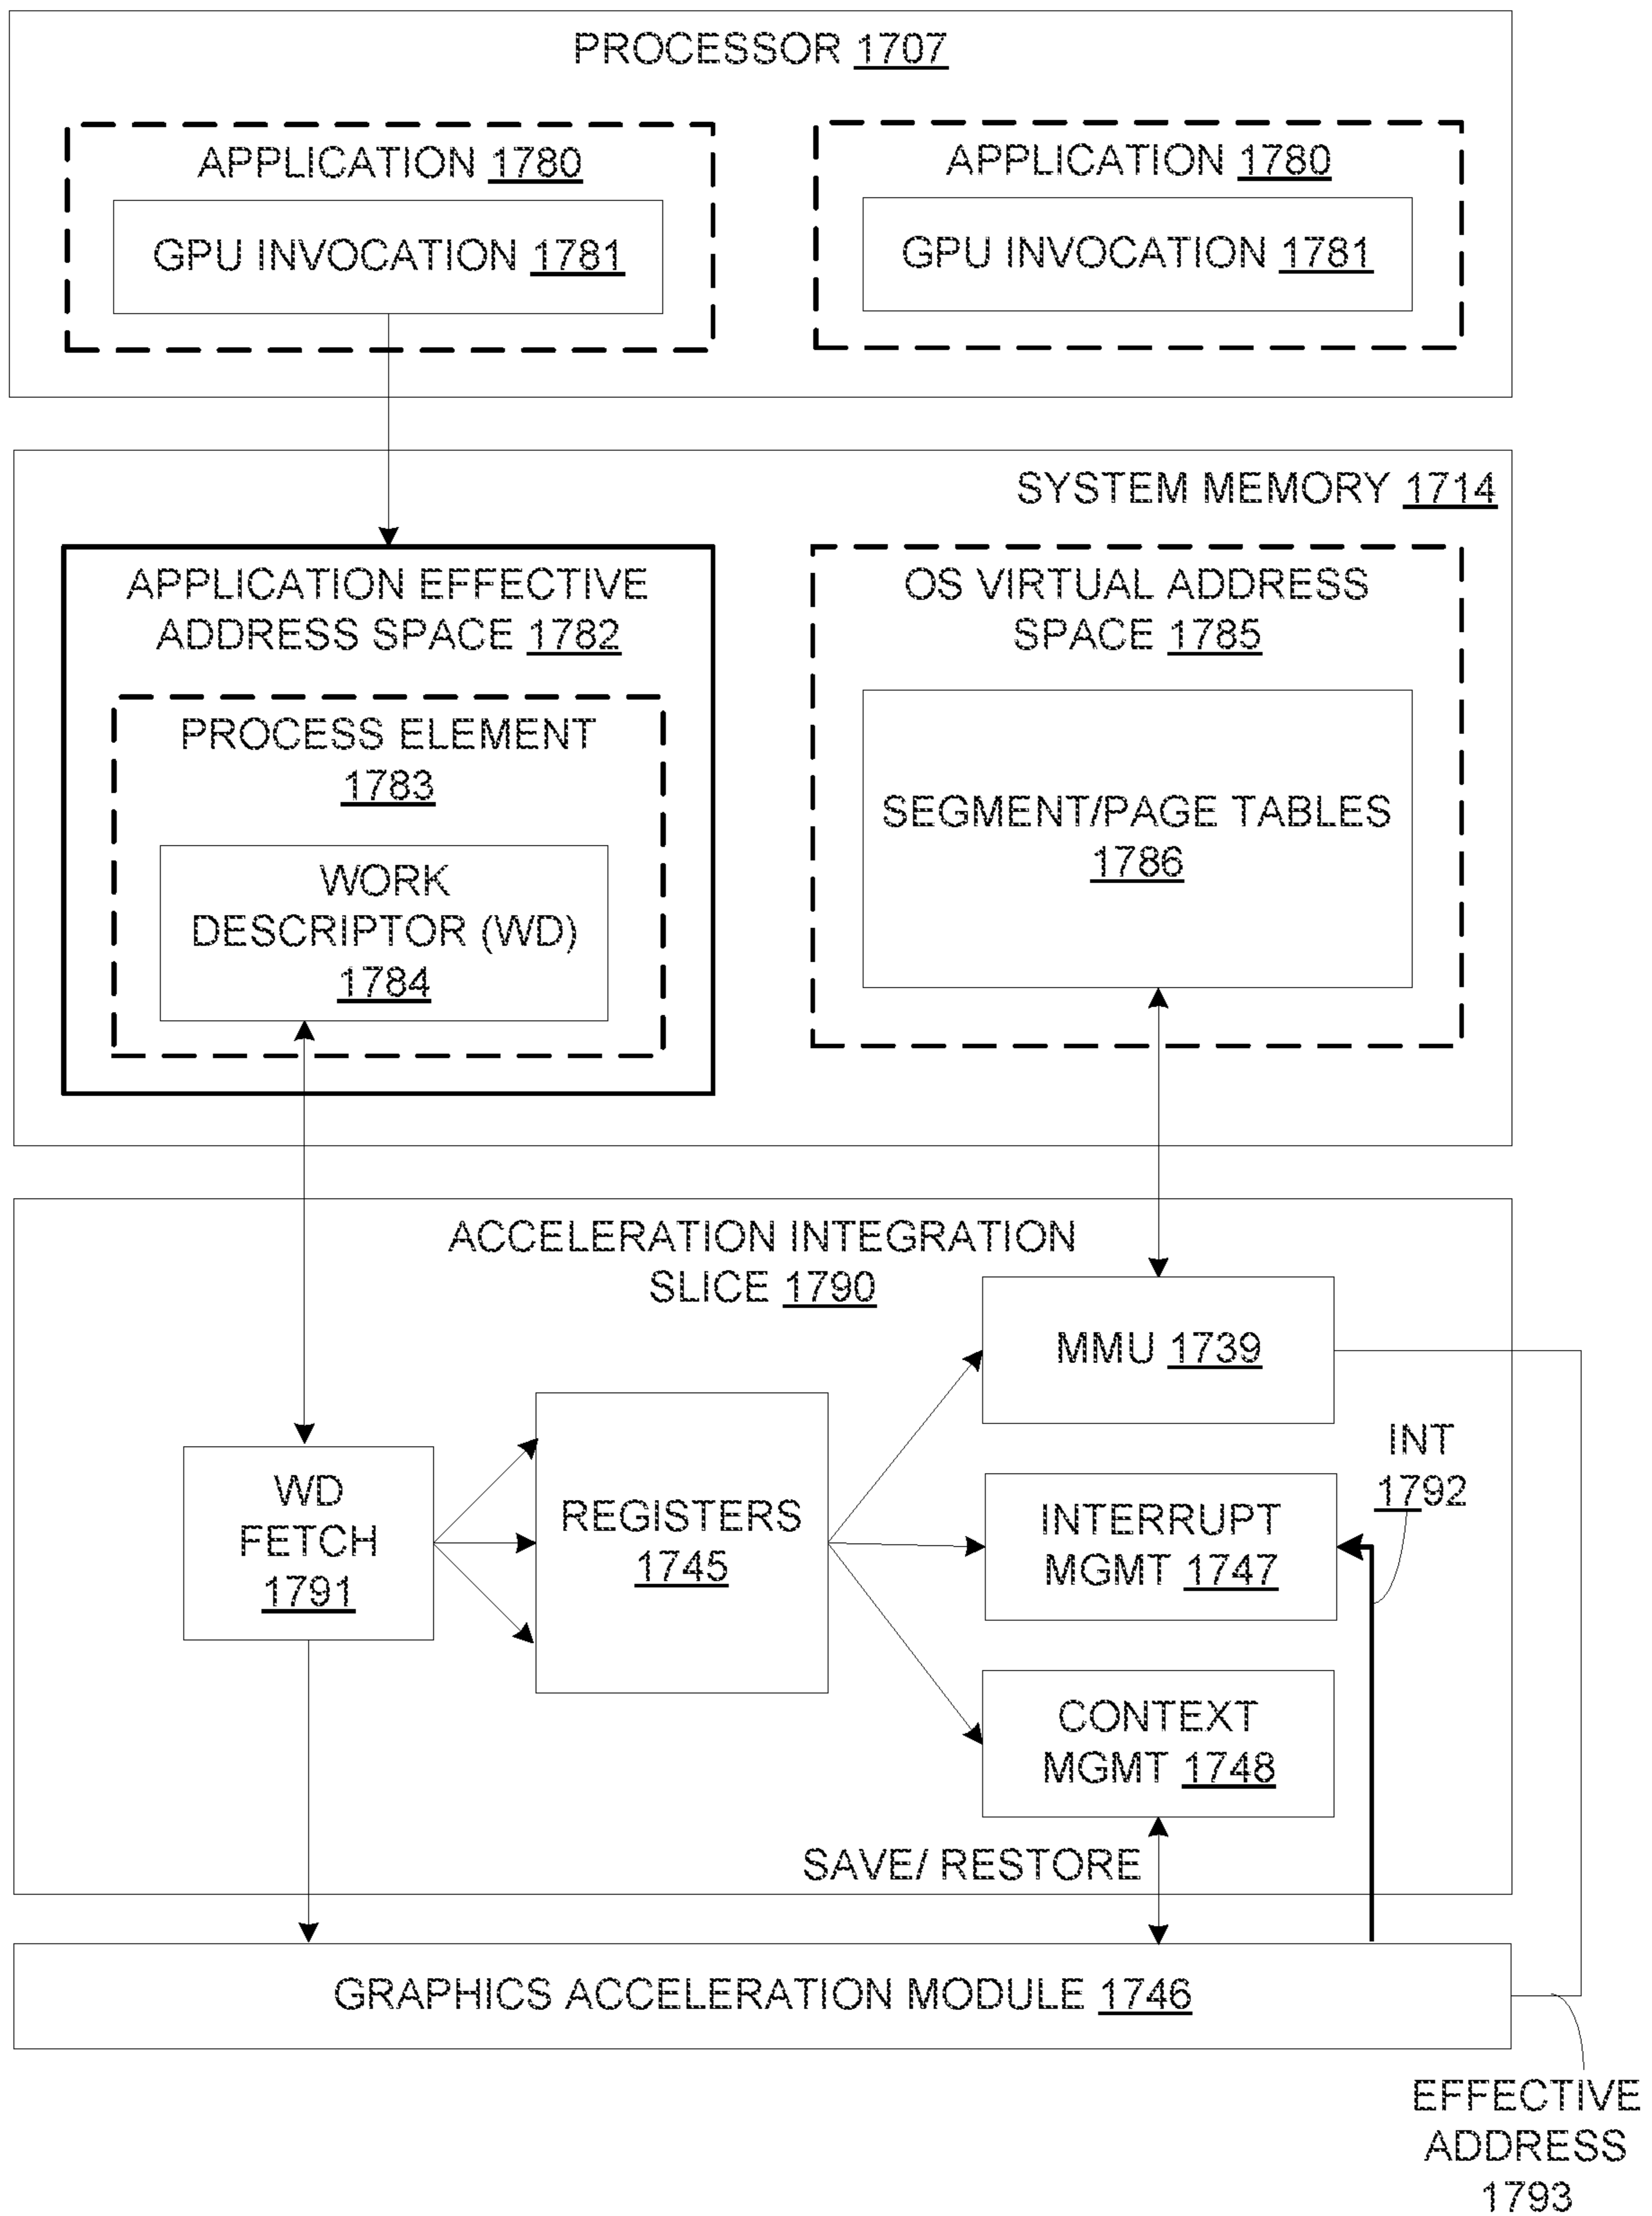 PROCESSOR 1707
APPLICATION 1780
GPU INVOCATION 1781
APPLICATION 1780
GPU INVOCATION 1781
SYSTEM MEMORY 1714
APPLICATION EFFECTIVE
ADDRESS SPACE 1782
PROCESS ELEMENT
1783
WORK
DESCRIPTOR (WD)
1784
OS VIRTUAL ADDRESS
SPACE 1785
SEGMENT/PAGE TABLES
1786
ACCELERATION INTEGRATION
SLICE 1790
MMU 1739
INT
1792
WD
FETCH
1791
REGISTERS
1745
INTERRUPT
MGMT 1747
CONTEXT
MGMT 1748
SAVE/ RESTORE
GRAPHICS ACCELERATION MODULE 1746
EFFECTIVE
ADDRESS
1793